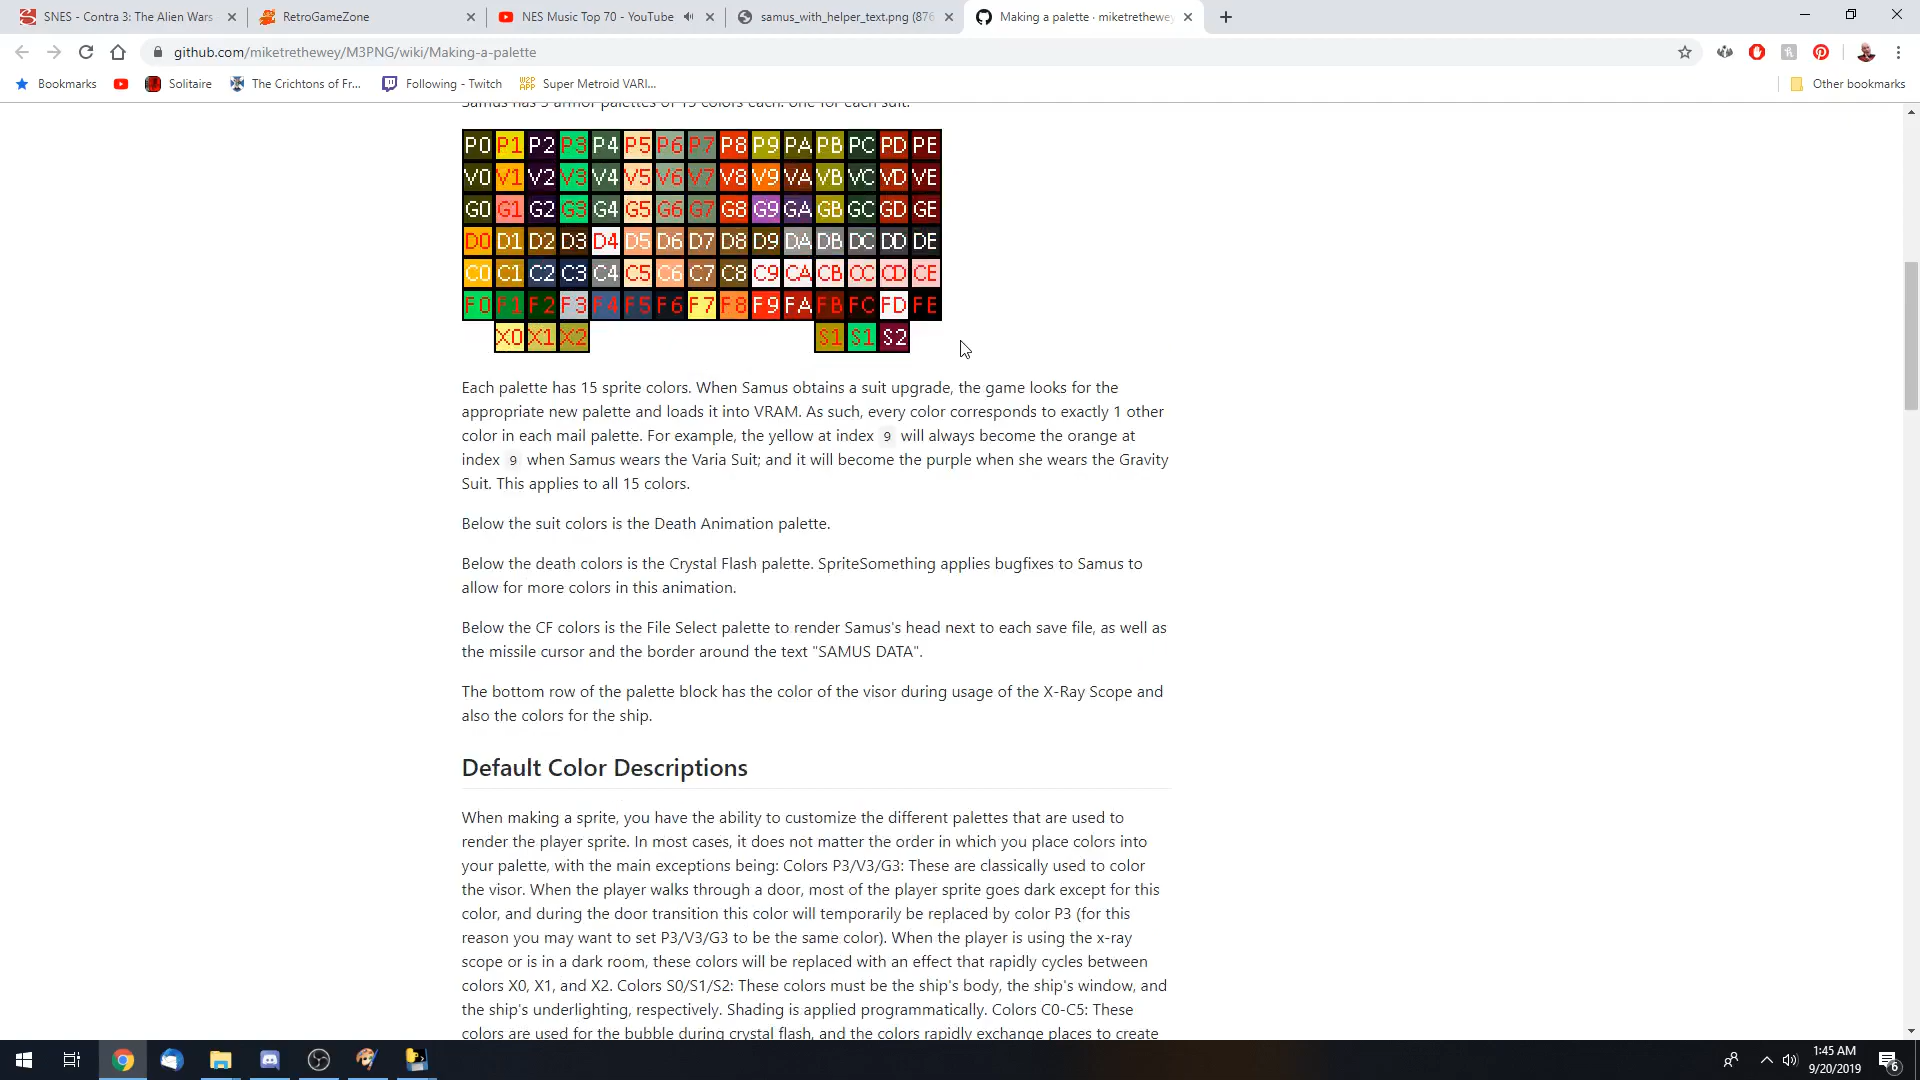 SNES - Contra 3: The Alien Wars
RetroGameZone
NES Music Top 70 - YouTube
samus_with_helper_text.png (876
Making a palette · miketrethewey
github.com/miketrethewey/M3PNG/wiki/Making-a-palette
Bookmarks
Solitaire
The Crichtons of Fr...
Following - Twitch
Super Metroid VARI...
Other bookmarks
Samus has 3 armor palettes of 15 colors each: one for each suit.
P0 P1 P2 P3 P4 P5 P6 P7 P8 P9 PA PB PC PD PE
V0 V1 V2 V3 V4 V5 V6 V7 V8 V9 VA VB VC VD VE
G0 G1 G2 G3 G4 G5 G6 G7 G8 G9 GA GB GC GD GE
D0 D1 D2 D3 D4 D5 D6 D7 D8 D9 DA DB DC DD DE
C0 C1 C2 C3 C4 C5 C6 C7 C8 C9 CA CB CC CD CE
F0 F1 F2 F3 F4 F5 F6 F7 F8 F9 FA FB FC FD FE
X0 X1 X2 S1 S1 S2
Each palette has 15 sprite colors. When Samus obtains a suit upgrade, the game looks for the
appropriate new palette and loads it into VRAM. As such, every color corresponds to exactly 1 other
color in each mail palette. For example, the yellow at index 9 will always become the orange at
index 9 when Samus wears the Varia Suit; and it will become the purple when she wears the Gravity
Suit. This applies to all 15 colors.
Below the suit colors is the Death Animation palette.
Below the death colors is the Crystal Flash palette. SpriteSomething applies bugfixes to Samus to
allow for more colors in this animation.
Below the CF colors is the File Select palette to render Samus's head next to each save file, as well as
the missile cursor and the border around the text "SAMUS DATA".
The bottom row of the palette block has the color of the visor during usage of the X-Ray Scope and
also the colors for the ship.
Default Color Descriptions
When making a sprite, you have the ability to customize the different palettes that are used to
render the player sprite. In most cases, it does not matter the order in which you place colors into
your palette, with the main exceptions being: Colors P3/V3/G3: These are classically used to color
the visor. When the player walks through a door, most of the player sprite goes dark except for this
color, and during the door transition this color will temporarily be replaced by color P3 (for this
reason you may want to set P3/V3/G3 to be the same color). When the player is using the x-ray
scope or is in a dark room, these colors will be replaced with an effect that rapidly cycles between
colors X0, X1, and X2. Colors S0/S1/S2: These colors must be the ship's body, the ship's window, and
the ship's underlighting, respectively. Shading is applied programmatically. Colors C0-C5: These
colors are used for the bubble during crystal flash, and the colors rapidly exchange places to create
1:45 AM
9/20/2019
6